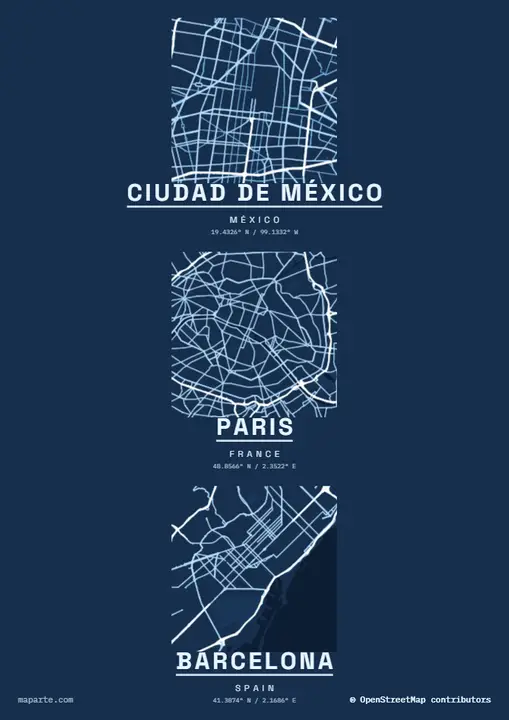 CIUDAD DE MÉXICO
MÉXICO
19.4326° N / 99.1332° W
PARIS
FRANCE
48.8566° N / 2.3522° E
BARCELONA
SPAIN
41.3874° N / 2.1686° E
maparte.com
© OpenStreetMap contributors